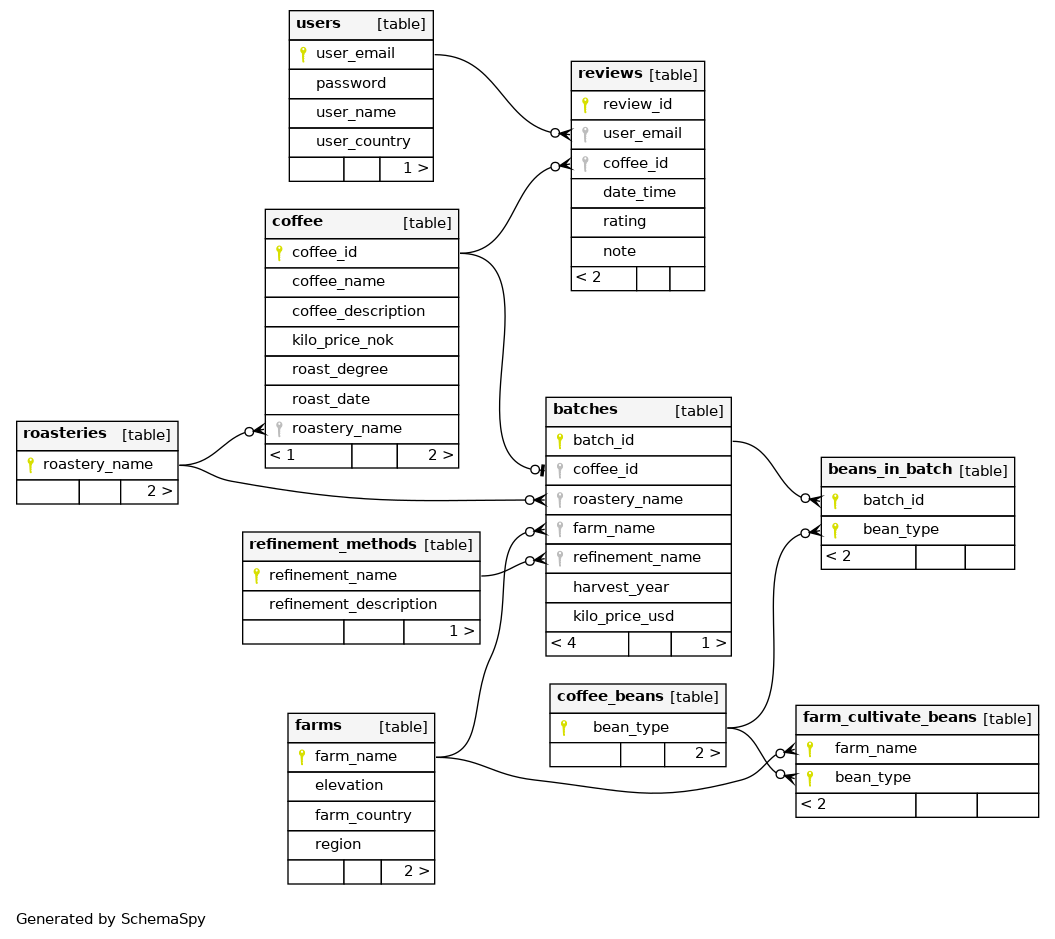 users [table]
user_email
password
user_name
user_country
1 >
reviews [table]
review_id
user_email
coffee_id
date_time
rating
note
< 2
coffee [table]
coffee_id
coffee_name
coffee_description
kilo_price_nok
roast_degree
roast_date
roastery_name
< 1 2 >
roasteries [table]
roastery_name
2 >
batches [table]
batch_id
coffee_id
roastery_name
farm_name
refinement_name
harvest_year
kilo_price_usd
< 4 1 >
beans_in_batch [table]
batch_id
bean_type
< 2
refinement_methods [table]
refinement_name
refinement_description
1 >
coffee_beans [table]
bean_type
2 >
farms [table]
farm_name
elevation
farm_country
region
2 >
farm_cultivate_beans [table]
farm_name
bean_type
< 2
Generated by SchemaSpy